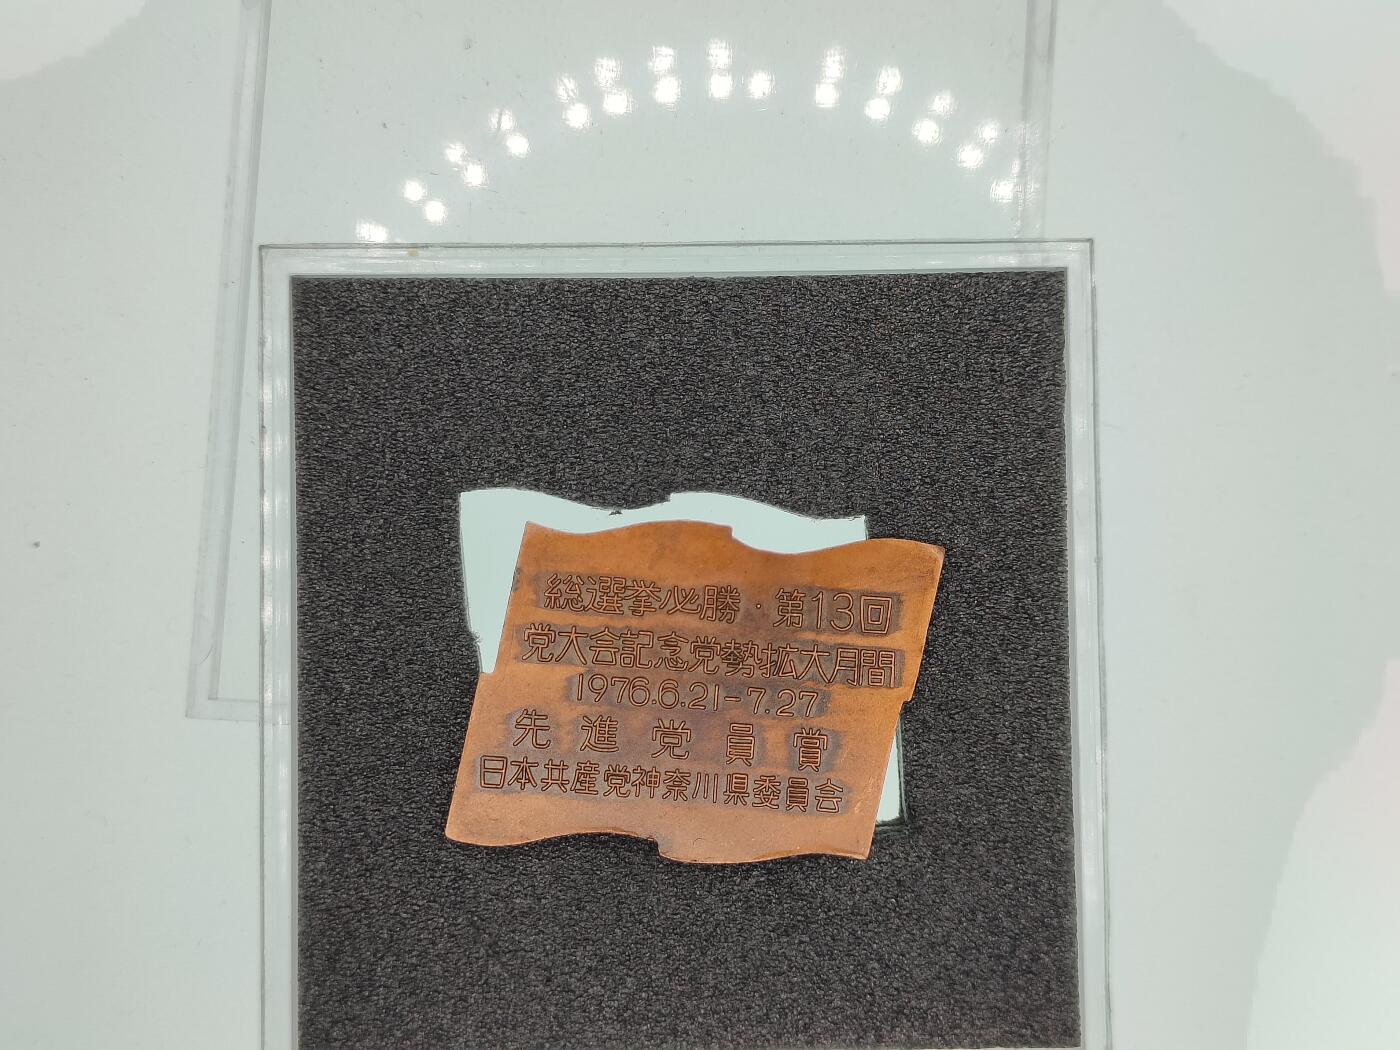 総選挙必勝・第13回
党大会記念党勢拡大月間
1976.6.21-7.27
先進党員賞
日本共産党神奈川県委員会